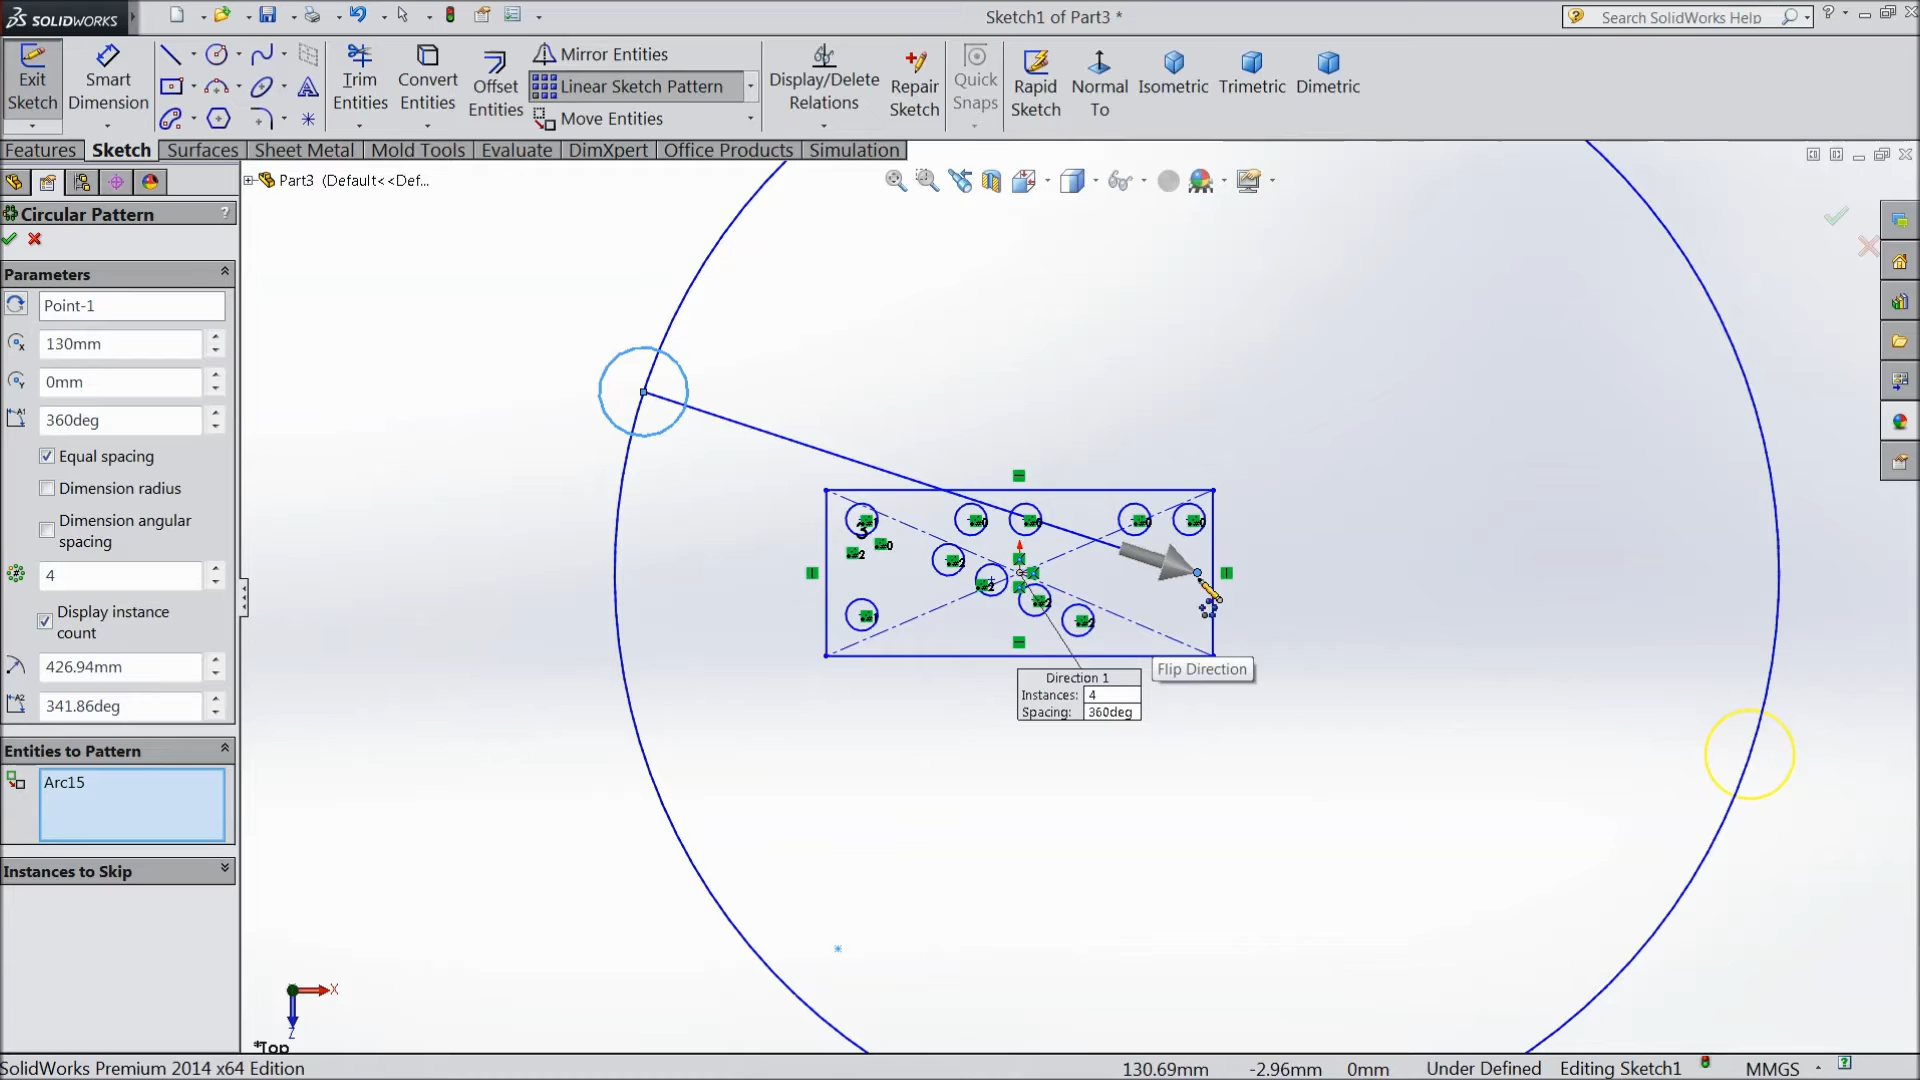 SOLIDWORKS
Sketch1 of Part3 *
Search SolidWorks Help
Exit Sketch
Smart Dimension
Trim Entities
Convert Entities
Offset Entities
Mirror Entities
Linear Sketch Pattern
Move Entities
Display/Delete Relations
Repair Sketch
Quick Snaps
Rapid Sketch
Normal To
Isometric
Trimetric
Dimetric
Features
Sketch
Surfaces
Sheet Metal
Mold Tools
Evaluate
DimXpert
Office Products
Simulation
Part3 (Default<<Def...
Circular Pattern
?
Parameters
Point-1
130mm
0mm
360deg
Equal spacing
Dimension radius
Dimension angular
spacing
4
Display instance
count
426.94mm
341.86deg
Entities to Pattern
Arc15
Instances to Skip
3
Direction 1
Instances: 4
Spacing: 360deg
Flip Direction
X
Z
*Top
SolidWorks Premium 2014 x64 Edition
130.69mm
-2.96mm
0mm
Under Defined
Editing Sketch1
MMGS